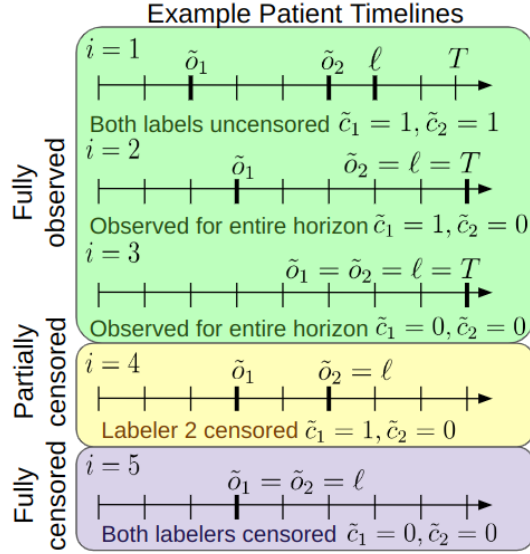 Example Patient Timelines
Fully observed
i = 1
õ₁ õ₂ ℓ T
Both labels uncensored c̃₁ = 1, c̃₂ = 1
i = 2
õ₁ õ₂ = ℓ = T
Observed for entire horizon c̃₁ = 1, c̃₂ = 0
i = 3
õ₁ = õ₂ = ℓ = T
Observed for entire horizon c̃₁ = 0, c̃₂ = 0
Partially censored
i = 4
õ₁ õ₂ = ℓ
Labeler 2 censored c̃₁ = 1, c̃₂ = 0
Fully censored
i = 5
õ₁ = õ₂ = ℓ
Both labelers censored c̃₁ = 0, c̃₂ = 0